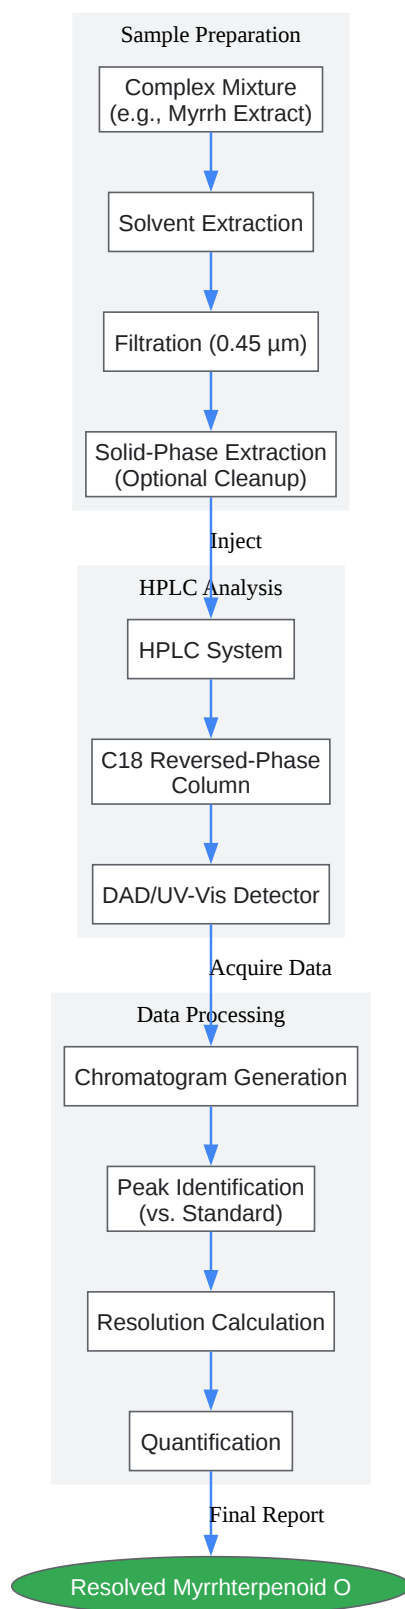 Sample Preparation
Complex Mixture
(e.g., Myrrh Extract)
Solvent Extraction
Filtration (0.45 µm)
Solid-Phase Extraction
(Optional Cleanup)
Inject
HPLC Analysis
HPLC System
C18 Reversed-Phase
Column
DAD/UV-Vis Detector
Acquire Data
Data Processing
Chromatogram Generation
Peak Identification
(vs. Standard)
Resolution Calculation
Quantification
Final Report
Resolved Myrrhterpenoid O